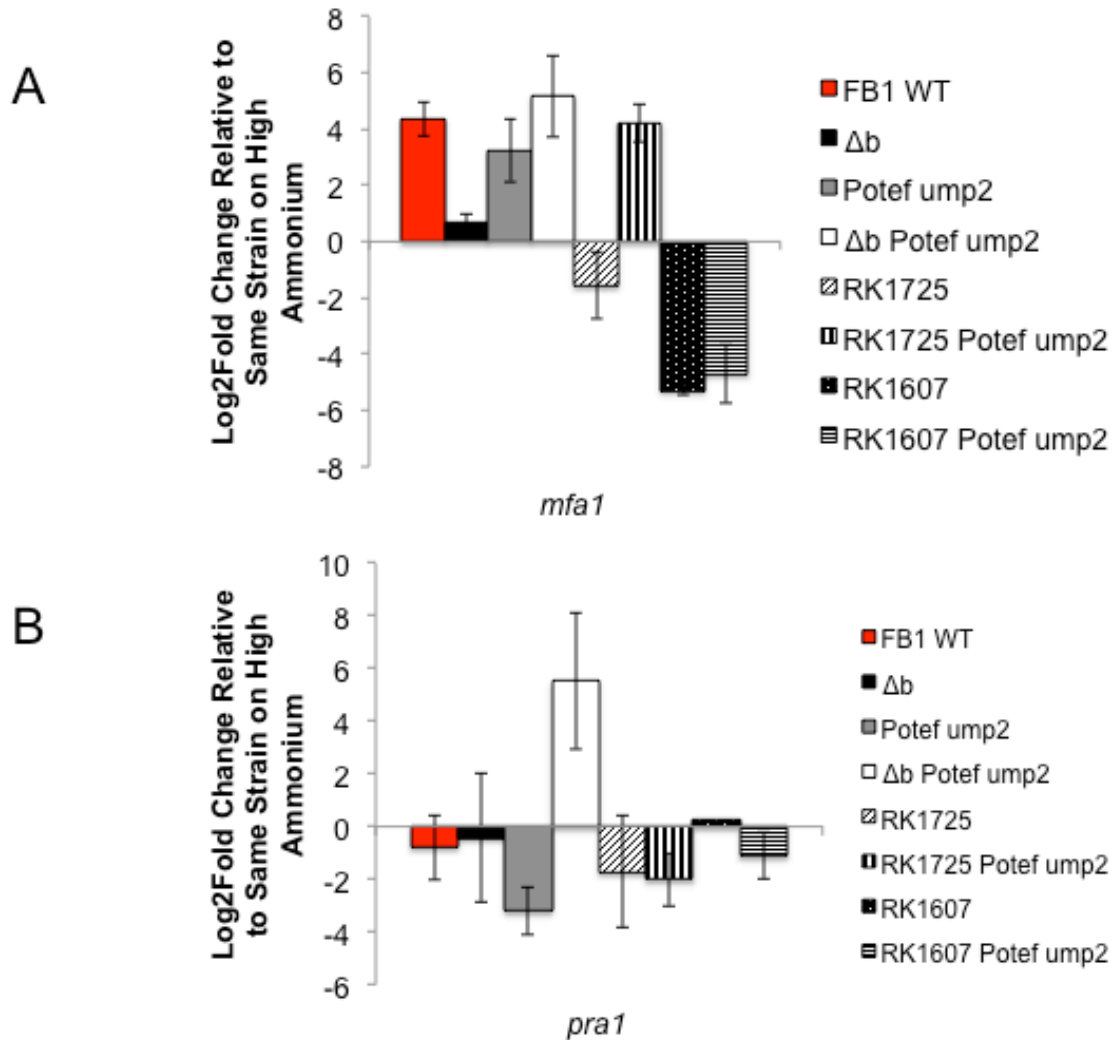 A
Log2Fold Change Relative to
Same Strain on High
Ammonium
8
6
4
2
0
-2
-4
-6
-8
mfa1
FB1 WT
Δb
Potef ump2
Δb Potef ump2
RK1725
RK1725 Potef ump2
RK1607
RK1607 Potef ump2
B
Log2Fold Change Relative
to Same Strain on High
Ammonium
10
8
6
4
2
0
-2
-4
-6
pra1
FB1 WT
Δb
Potef ump2
Δb Potef ump2
RK1725
RK1725 Potef ump2
RK1607
RK1607 Potef ump2